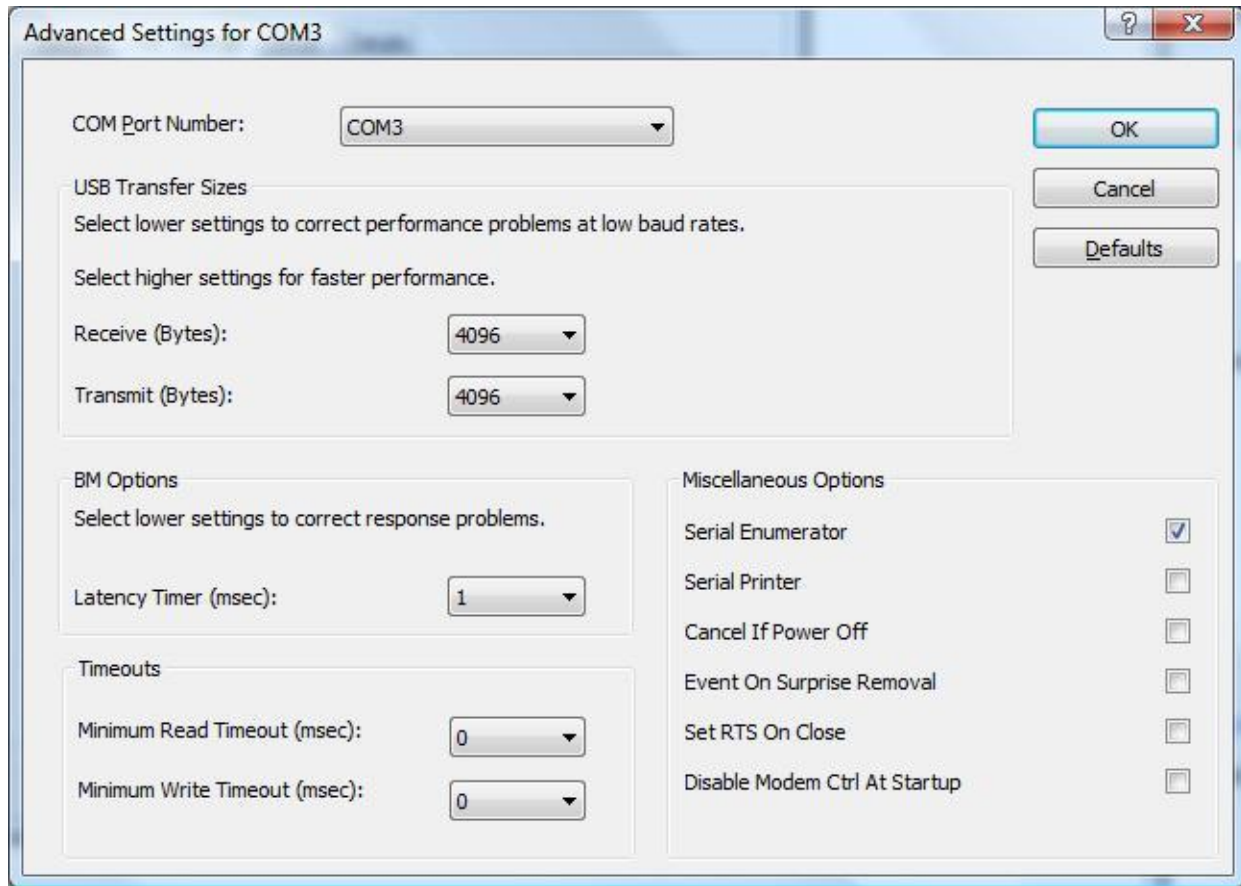 Advanced Settings for COM3
?
X
COM Port Number:
COM3
OK
USB Transfer Sizes
Cancel
Select lower settings to correct performance problems at low baud rates.
Defaults
Select higher settings for faster performance.
Receive (Bytes):
4096
Transmit (Bytes):
4096
BM Options
Select lower settings to correct response problems.
Latency Timer (msec):
1
Timeouts
Minimum Read Timeout (msec):
0
Minimum Write Timeout (msec):
0
Miscellaneous Options
Serial Enumerator
Serial Printer
Cancel If Power Off
Event On Surprise Removal
Set RTS On Close
Disable Modem Ctrl At Startup